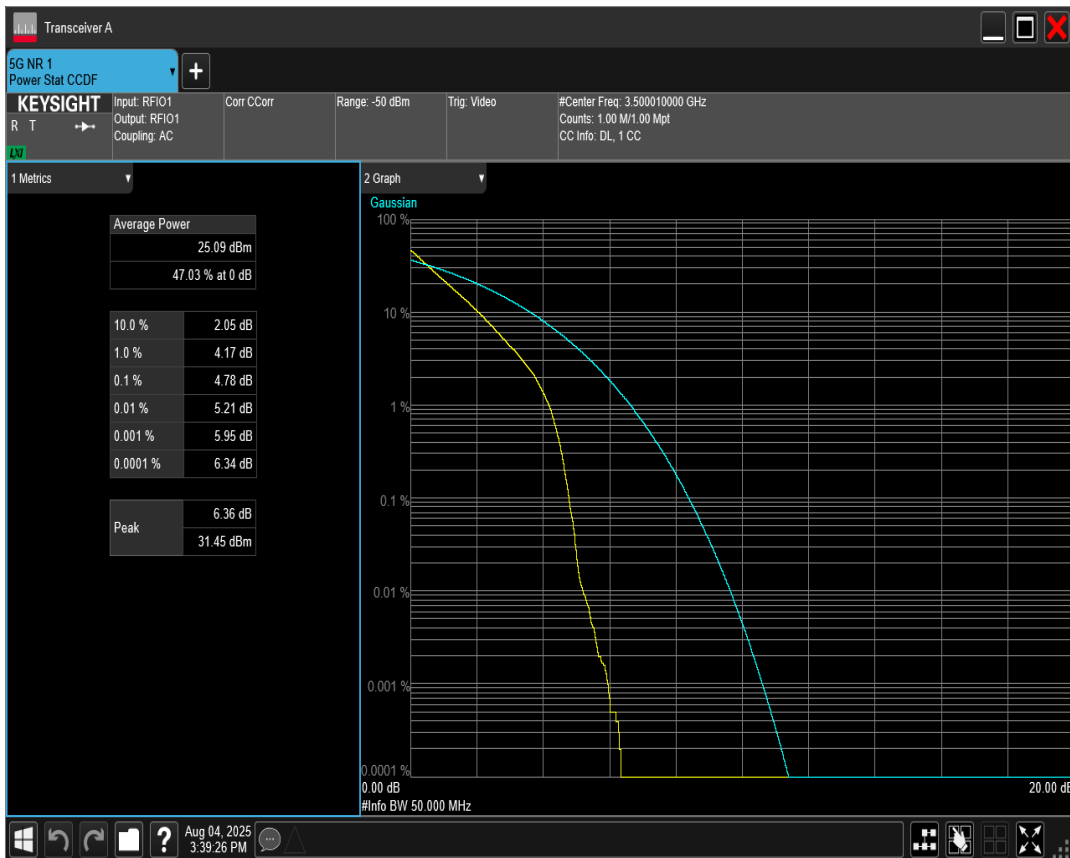 Transceiver A
5G NR 1
Power Stat CCDF
KEYSIGHT
R T
LXI
Input: RFIO1
Output: RFIO1
Coupling: AC
Corr CCorr
Range: -50 dBm
Trig: Video
#Center Freq: 3.500010000 GHz
Counts: 1.00 M/1.00 Mpt
CC Info: DL, 1 CC
1 Metrics
Average Power
25.09 dBm
47.03 % at 0 dB
10.0 % 2.05 dB
1.0 % 4.17 dB
0.1 % 4.78 dB
0.01 % 5.21 dB
0.001 % 5.95 dB
0.0001 % 6.34 dB
Peak 6.36 dB
31.45 dBm
2 Graph
Gaussian
100 %
10 %
1 %
0.1 %
0.01 %
0.001 %
0.0001 %
0.00 dB 20.00 dB
#Info BW 50.000 MHz
Aug 04, 2025
3:39:26 PM